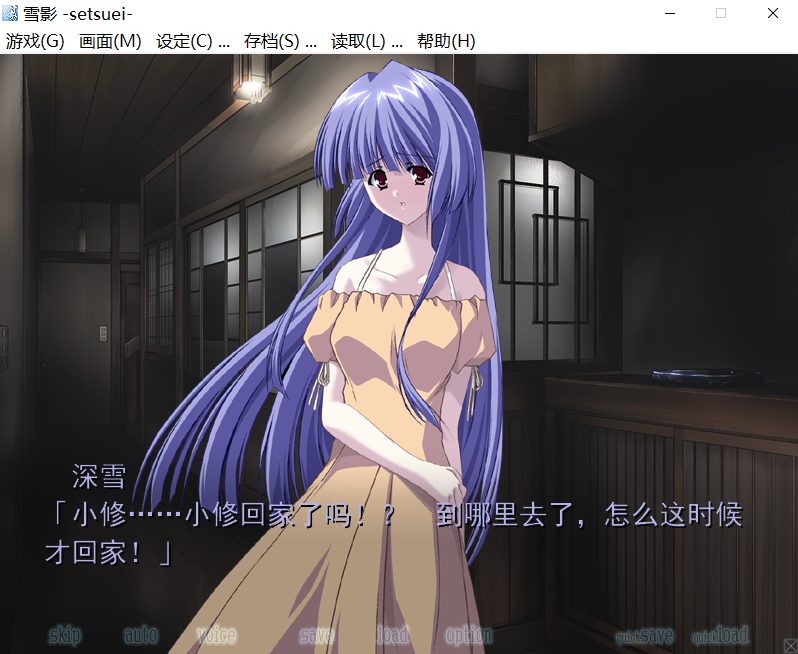 雪影 -setsuei-
游戏(G) 画面(M) 设定(C) ... 存档(S) ... 读取(L) ... 帮助(H)
深雪
「小修……小修回家了吗！？　到哪里去了，怎么这时候
才回家！」
skip auto voice save load option quicksave quickload